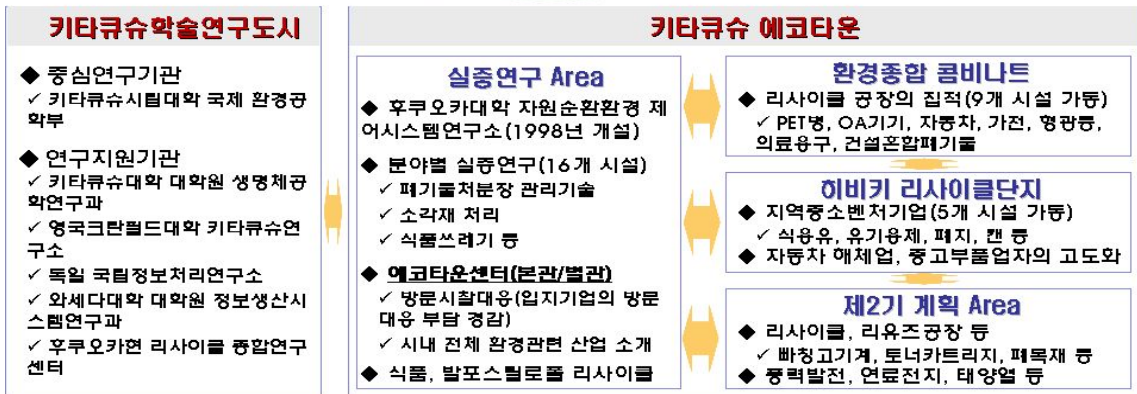 키타큐슈학술연구도시
◆ 중심연구기관
✓ 키타큐슈시립대학 국제 환경공
학부
◆ 연구지원기관
✓ 키타큐슈대학 대학원 생명체공
학연구과
✓ 영국크란필드대학 키타큐슈연
구소
✓ 독일 국립정보처리연구소
✓ 와세다대학 대학원 정보생산시
스템연구과
✓ 후쿠오카현 리사이클 종합연구
센터
키타큐슈 에코타운
실증연구 Area
◆ 후쿠오카대학 자원순환환경 제
어시스템연구소(1998년 개설)
◆ 분야별 실증연구(16개 시설)
✓ 폐기물처분장 관리기술
✓ 소각재 처리
✓ 식품쓰레기 등
◆ 에코타운센터(본관/별관)
✓ 방문시찰대응(입지기업의 방문
대응 부담 경감)
✓ 시내 전체 환경관련 산업 소개
◆ 식품, 발포스틸로폴 리사이클
환경종합 콤비나트
◆ 리사이클 공장의 집적(9개 시설 가동)
✓ PET병, OA기기, 자동차, 가전, 형광등,
의료용구, 건설혼합폐기물
히비키 리사이클단지
◆ 지역중소벤처기업(5개 시설 가동)
✓ 식용유, 유기용제, 폐지, 캔 등
◆ 자동차 해체업, 중고부품업자의 고도화
제2기 계획 Area
◆ 리사이클, 리유즈공장 등
✓ 빠칭고기계, 토너카트리지, 폐목재 등
◆ 풍력발전, 연료전지, 태양열 등